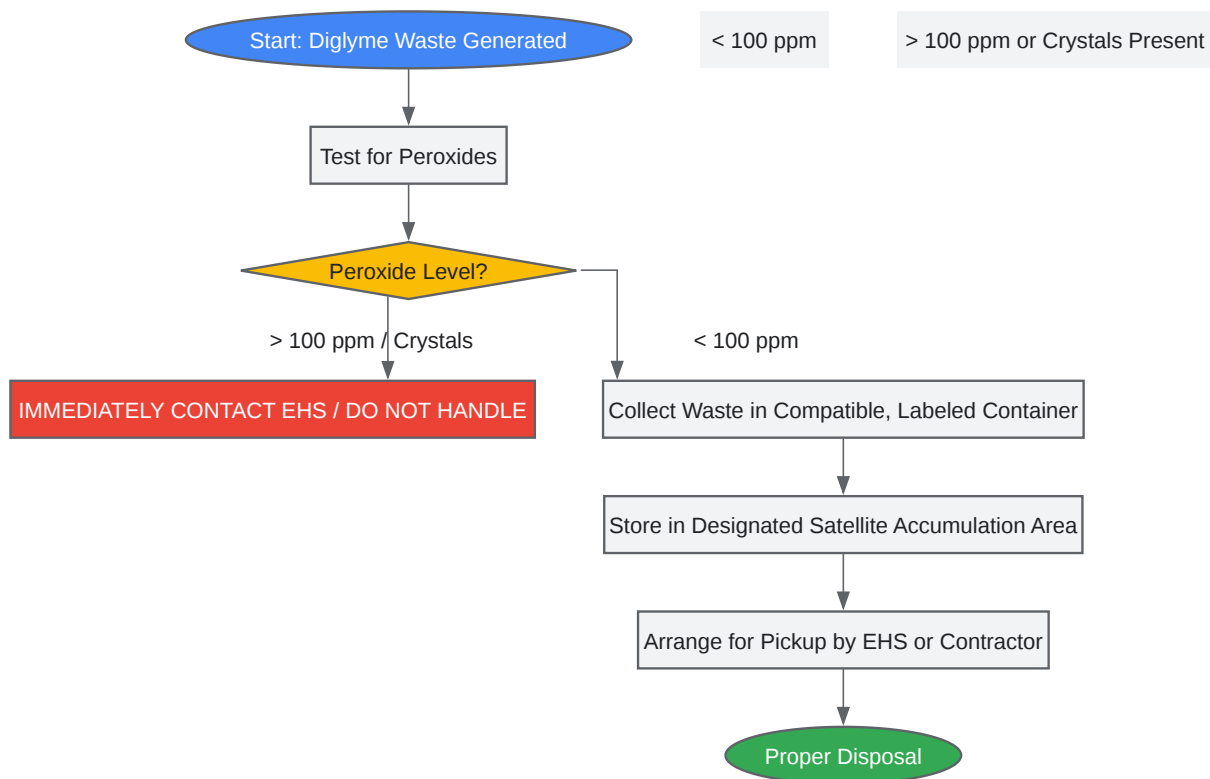 Start: Diglyme Waste Generated
< 100 ppm
> 100 ppm or Crystals Present
Test for Peroxides
Peroxide Level?
> 100 ppm / Crystals
< 100 ppm
IMMEDIATELY CONTACT EHS / DO NOT HANDLE
Collect Waste in Compatible, Labeled Container
Store in Designated Satellite Accumulation Area
Arrange for Pickup by EHS or Contractor
Proper Disposal